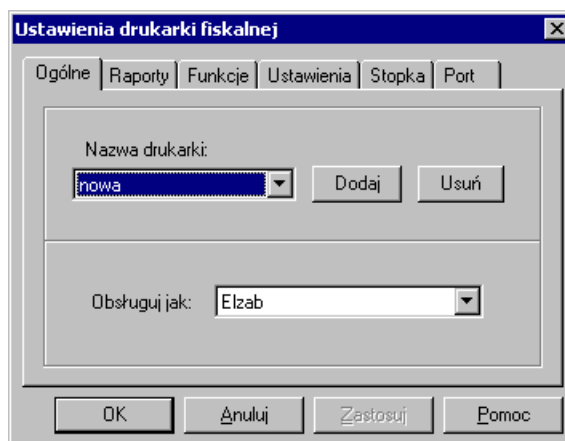 Ustawienia drukarki fiskalnej
Ogólne Raporty Funkcje Ustawienia Stopka Port
Nazwa drukarki:
nowa Dodaj Usuń
Obsługuj jak: Elzab
OK Anuluj Zastosuj Pomoc